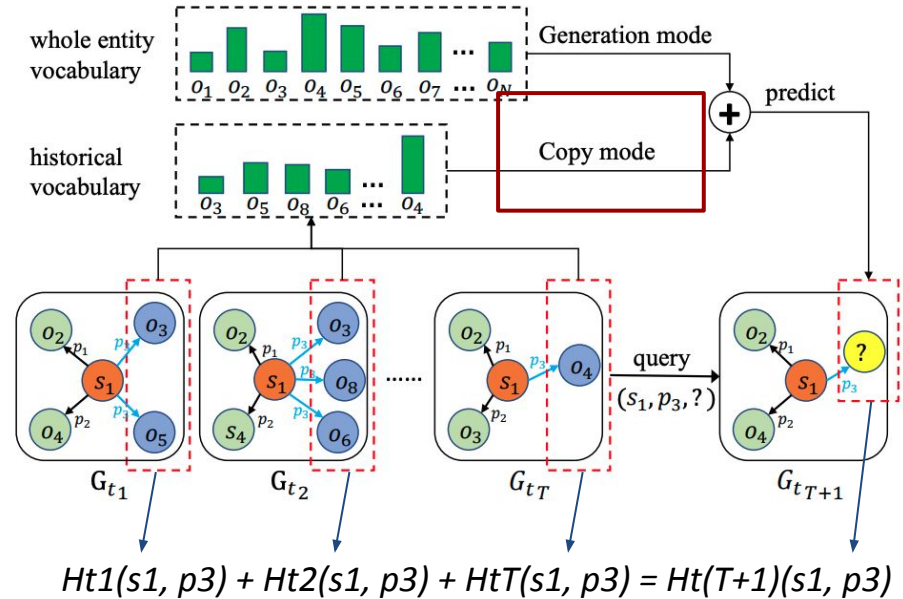 whole entity vocabulary
o1 o2 o3 o4 o5 o6 o7 ... oN
...
Generation mode
+
predict
historical vocabulary
o3 o5 o8 o6 ... o4
...
Copy mode
o2 p1 o3 p3 s1 p2 p3 o4 o5
o2 p1 o3 p3 s1 p3 o8 p2 p3 s4 o6
......
o2 p1 s1 p3 o4 p2 o3
query
(s1, p3, ?)
o2 p1 ? s1 p3 p2 o4
Gt1
Gt2
GtT
GtT+1
Ht1(s1, p3) + Ht2(s1, p3) + HtT(s1, p3) = Ht(T+1)(s1, p3)